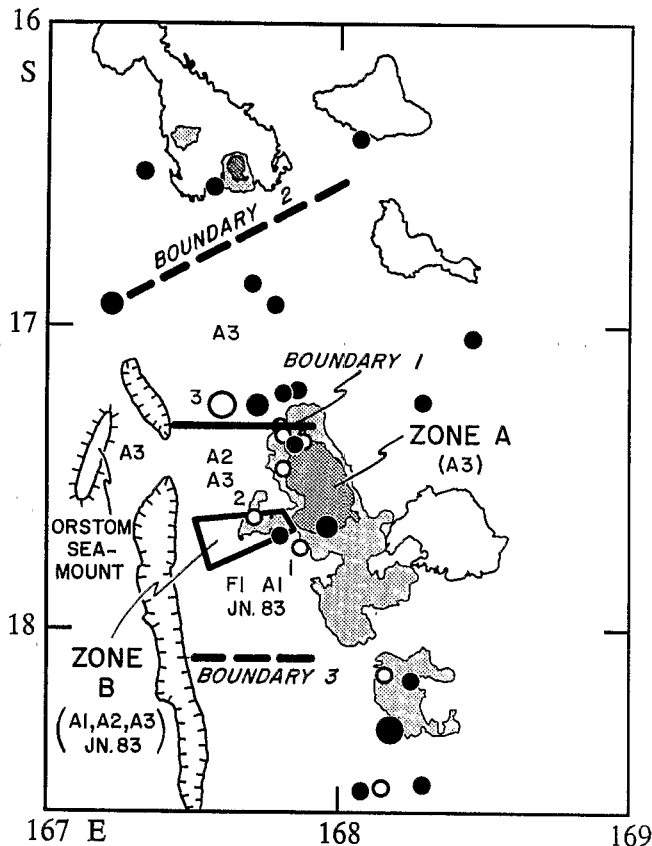 16
S
BOUNDARY 2
17
A3
BOUNDARY 1
3
ZONE A
(A3)
A3
A2
A3
2
ORSTOM
SEA-
MOUNT
1
F1 A1
JN. 83
18
ZONE
B
(A1,A2,A3)
JN. 83
BOUNDARY 3
167 E
168
169